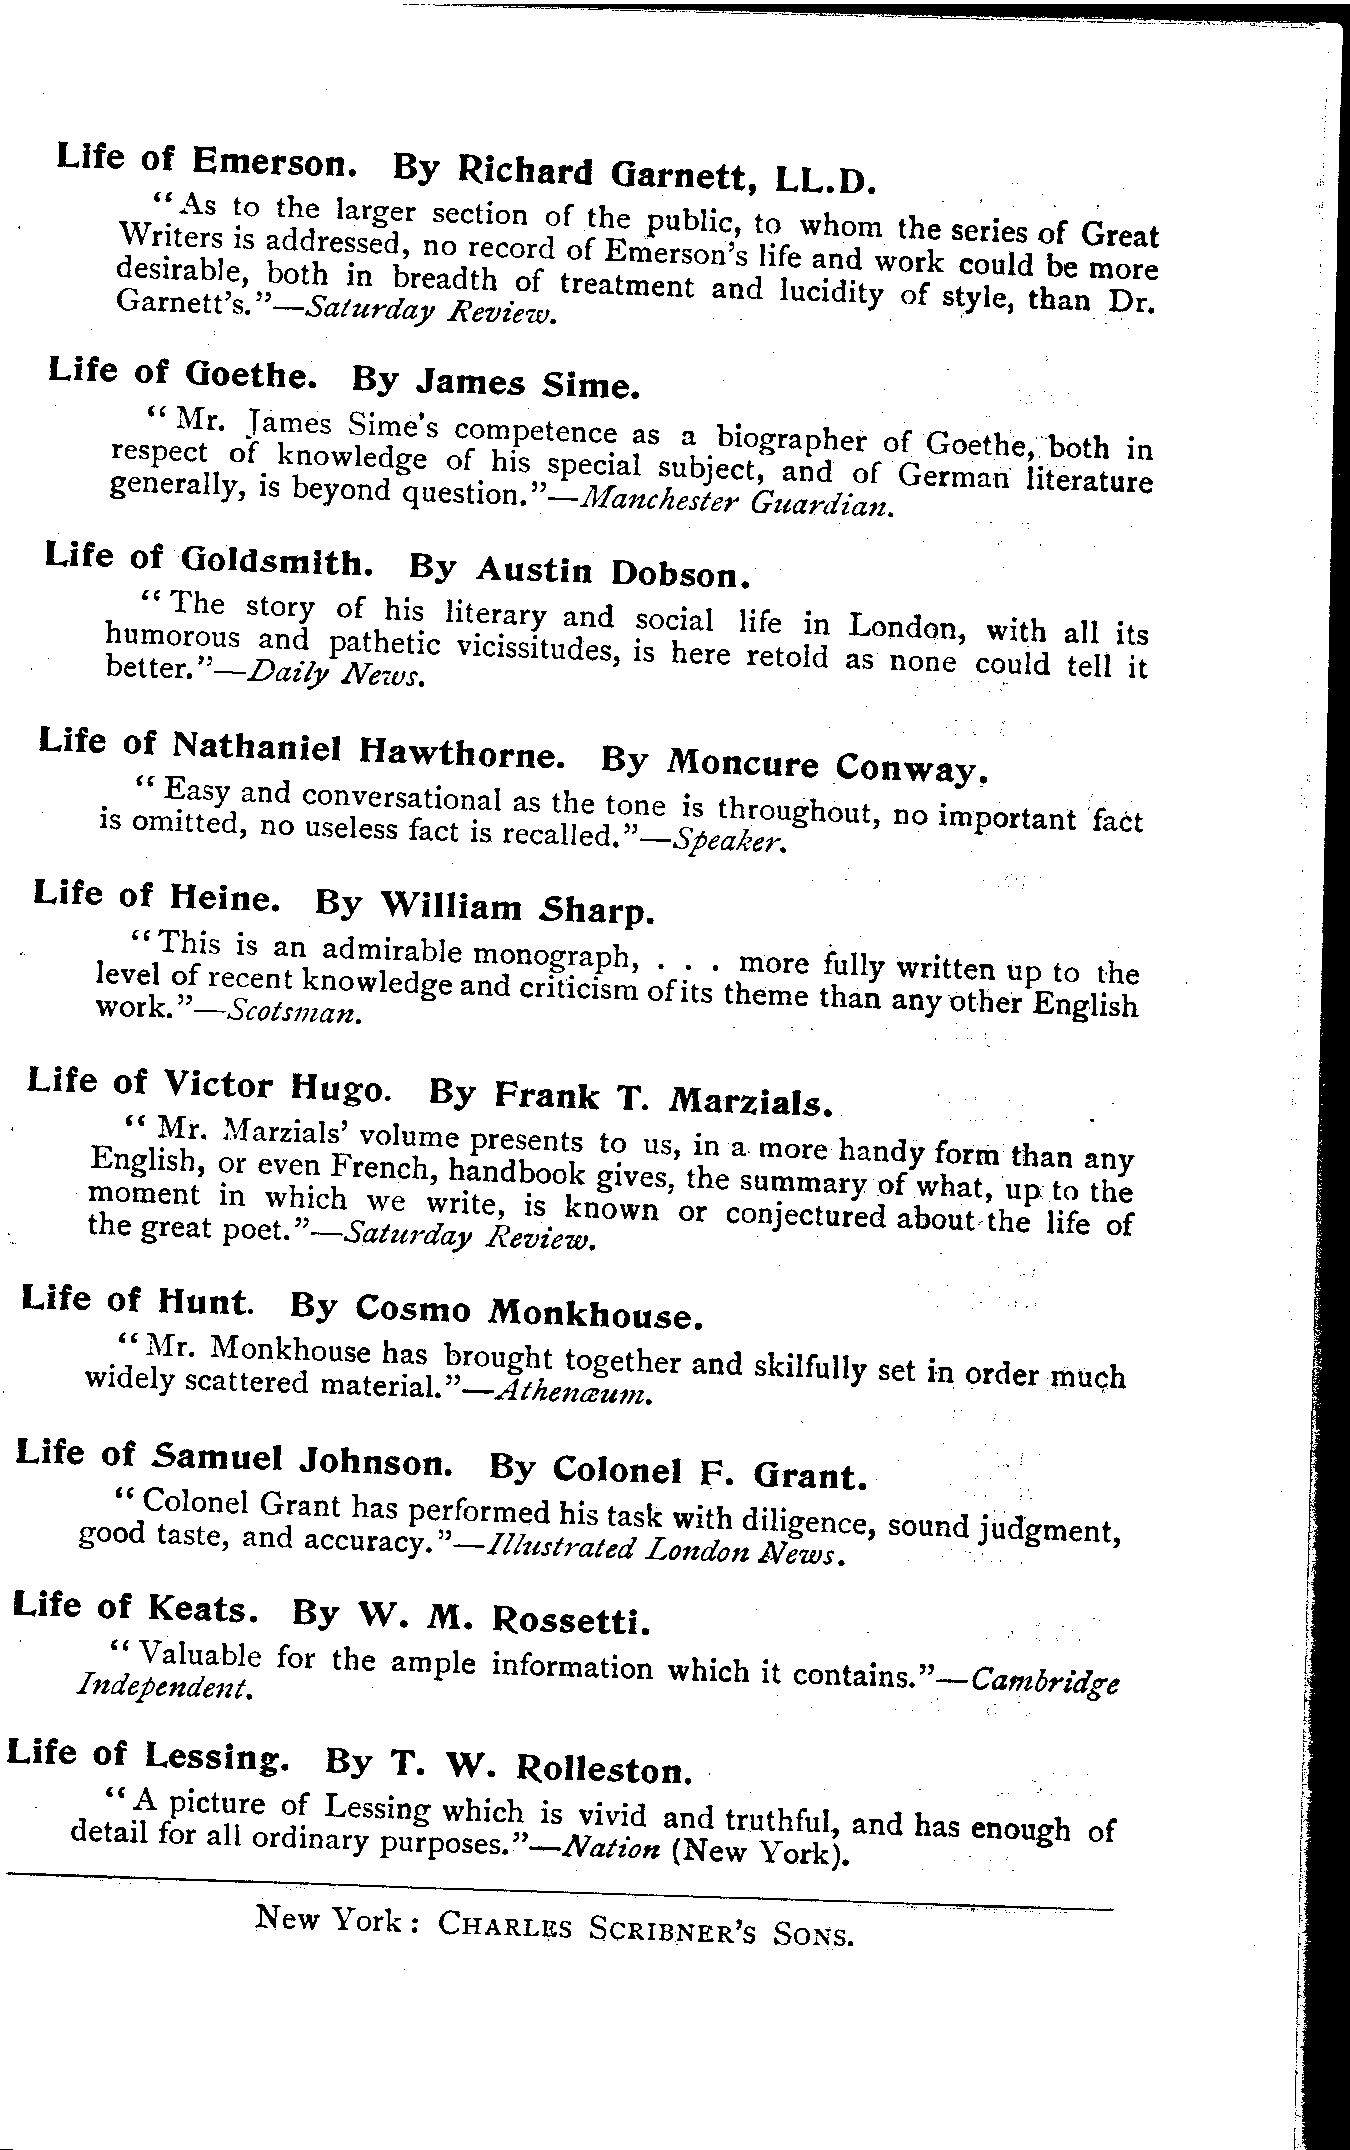 Life of Emerson. By Richard Garnett, LL.D.
"As to the larger section of the public, to whom the series of Great
Writers is addressed, no record of Emerson's life and work could be more
desirable, both in breadth of treatment and lucidity of style, than Dr.
Garnett's."—Saturday Review.
Life of Goethe. By James Sime.
"Mr. James Sime's competence as a biographer of Goethe, both in
respect of knowledge of his special subject, and of German literature
generally, is beyond question."—Manchester Guardian.
Life of Goldsmith. By Austin Dobson.
"The story of his literary and social life in London, with all its
humorous and pathetic vicissitudes, is here retold as none could tell it
better."—Daily News.
Life of Nathaniel Hawthorne. By Moncure Conway.
"Easy and conversational as the tone is throughout, no important fact
is omitted, no useless fact is recalled."—Speaker.
Life of Heine. By William Sharp.
"This is an admirable monograph, . . . more fully written up to the
level of recent knowledge and criticism of its theme than any other English
work."—Scotsman.
Life of Victor Hugo. By Frank T. Marzials.
"Mr. Marzials' volume presents to us, in a more handy form than any
English, or even French, handbook gives, the summary of what, up to the
moment in which we write, is known or conjectured about the life of
the great poet."—Saturday Review.
Life of Hunt. By Cosmo Monkhouse.
"Mr. Monkhouse has brought together and skilfully set in order much
widely scattered material."—Athenæum.
Life of Samuel Johnson. By Colonel F. Grant.
"Colonel Grant has performed his task with diligence, sound judgment,
good taste, and accuracy."—Illustrated London News.
Life of Keats. By W. M. Rossetti.
"Valuable for the ample information which it contains."—Cambridge
Independent.
Life of Lessing. By T. W. Rolleston.
"A picture of Lessing which is vivid and truthful, and has enough of
detail for all ordinary purposes."—Nation (New York).
New York: CHARLES SCRIBNER'S SONS.